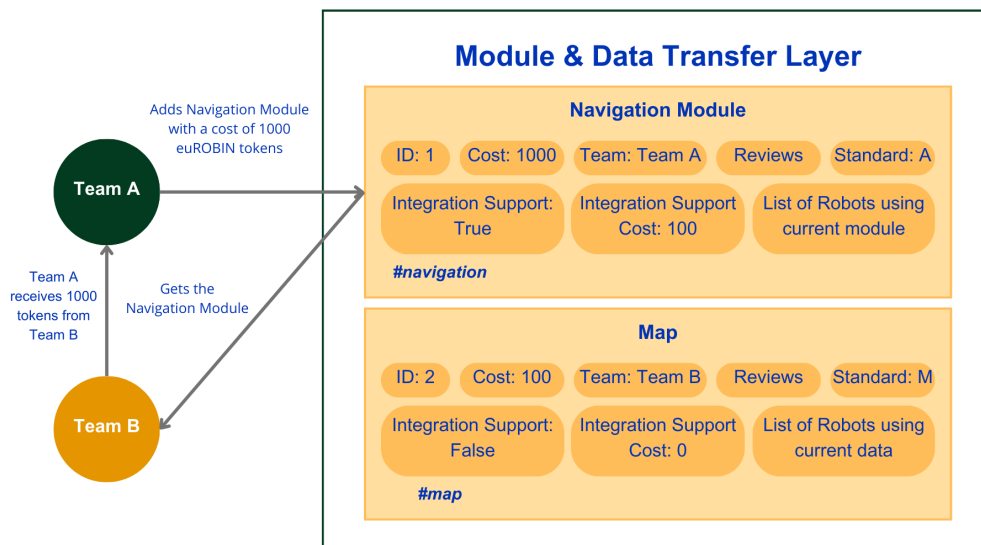 Module & Data Transfer Layer
Adds Navigation Module
with a cost of 1000
euROBIN tokens
Team A
Team A
receives 1000
tokens from
Team B
Gets the
Navigation Module
Team B
Navigation Module
ID: 1
Cost: 1000
Team: Team A
Reviews
Standard: A
Integration Support:
True
Integration Support
Cost: 100
List of Robots using
current module
#navigation
Map
ID: 2
Cost: 100
Team: Team B
Reviews
Standard: M
Integration Support:
False
Integration Support
Cost: 0
List of Robots using
current data
#map